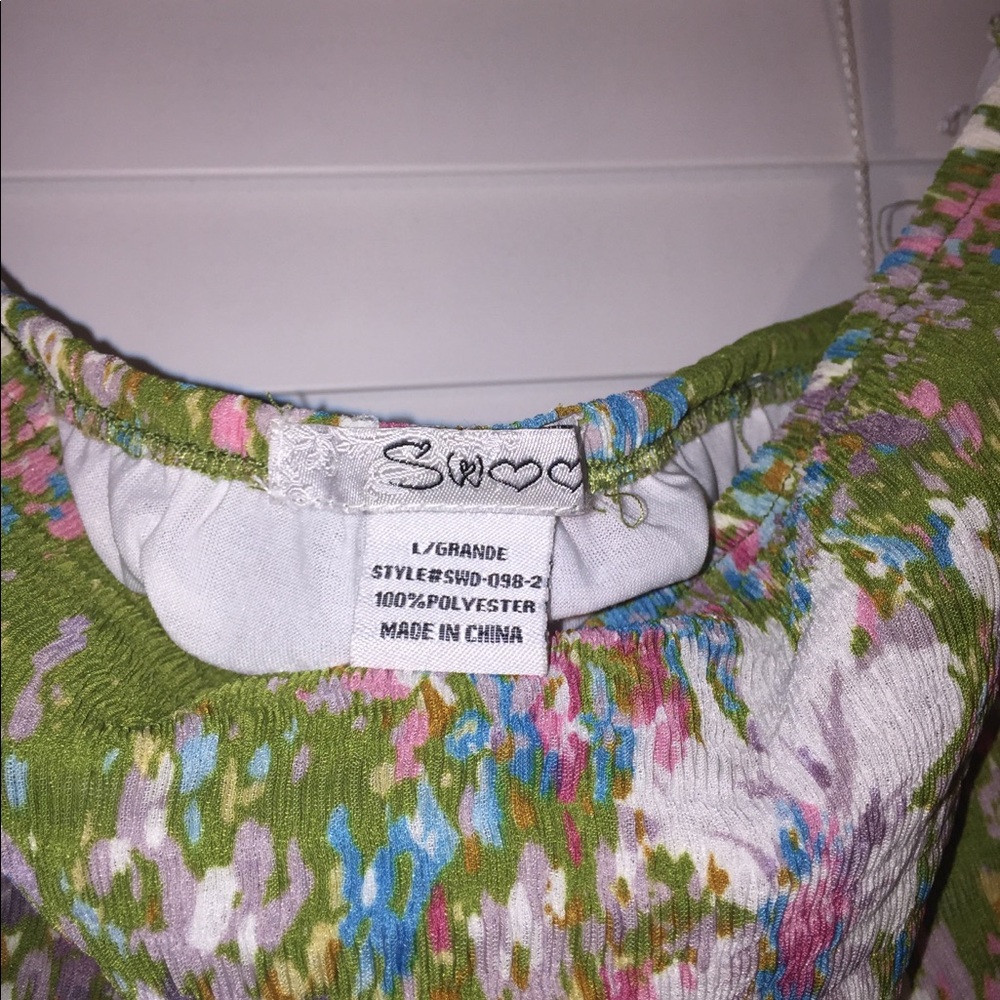 L/GRANDE
STYLE#SWD-098-2
100%POLYESTER
MADE IN CHINA